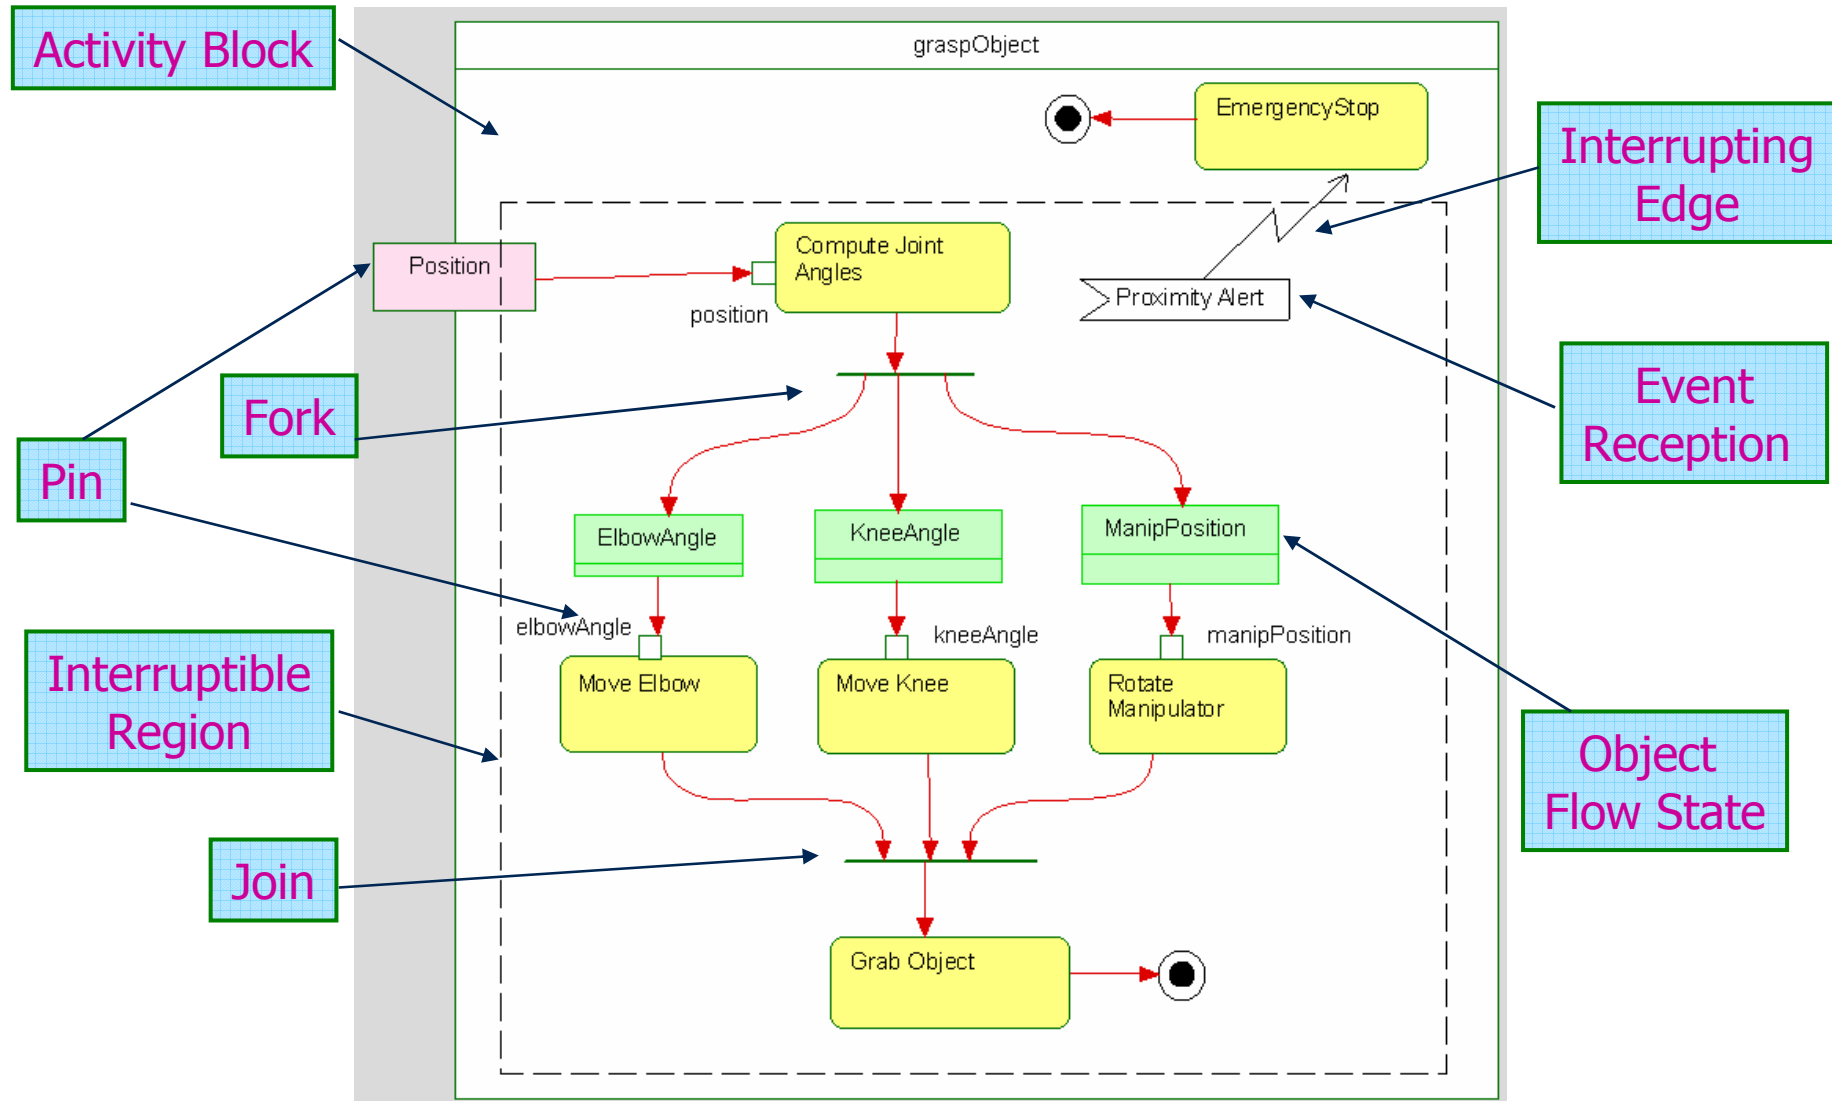 Activity Block
graspObject
EmergencyStop
Interrupting
Edge
Position
Compute Joint
Angles
position
Proximity Alert
Fork
Event
Reception
Pin
ElbowAngle
KneeAngle
ManipPosition
elbowAngle
kneeAngle
manipPosition
Interruptible
Region
Move Elbow
Move Knee
Rotate
Manipulator
Object
Flow State
Join
Grab Object